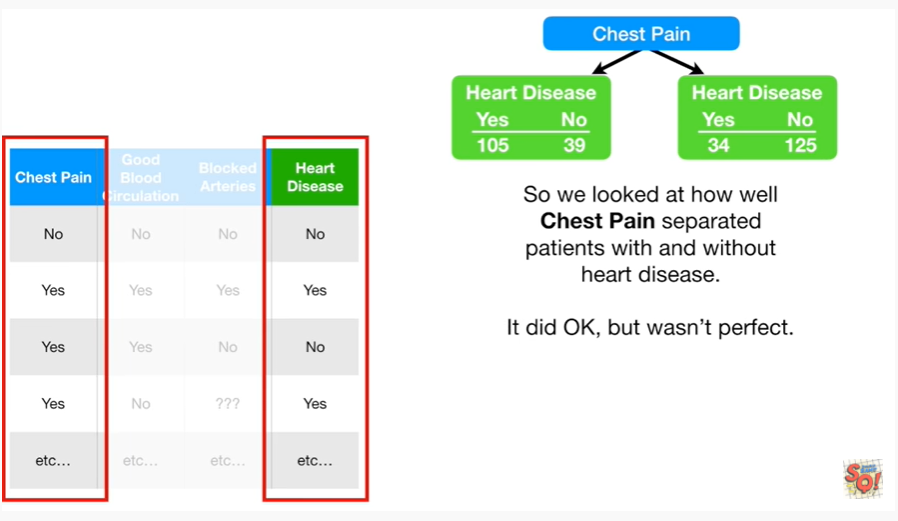 Chest Pain
Heart Disease
Yes No
105 39
Heart Disease
Yes No
34 125
So we looked at how well
Chest Pain separated
patients with and without
heart disease.
It did OK, but wasn’t perfect.
Chest Pain
Good
Blood
Circulation
Blocked
Arteries
Heart
Disease
No No No No
Yes Yes Yes Yes
Yes Yes No No
Yes No ??? Yes
etc… etc… etc… etc…
SQ!